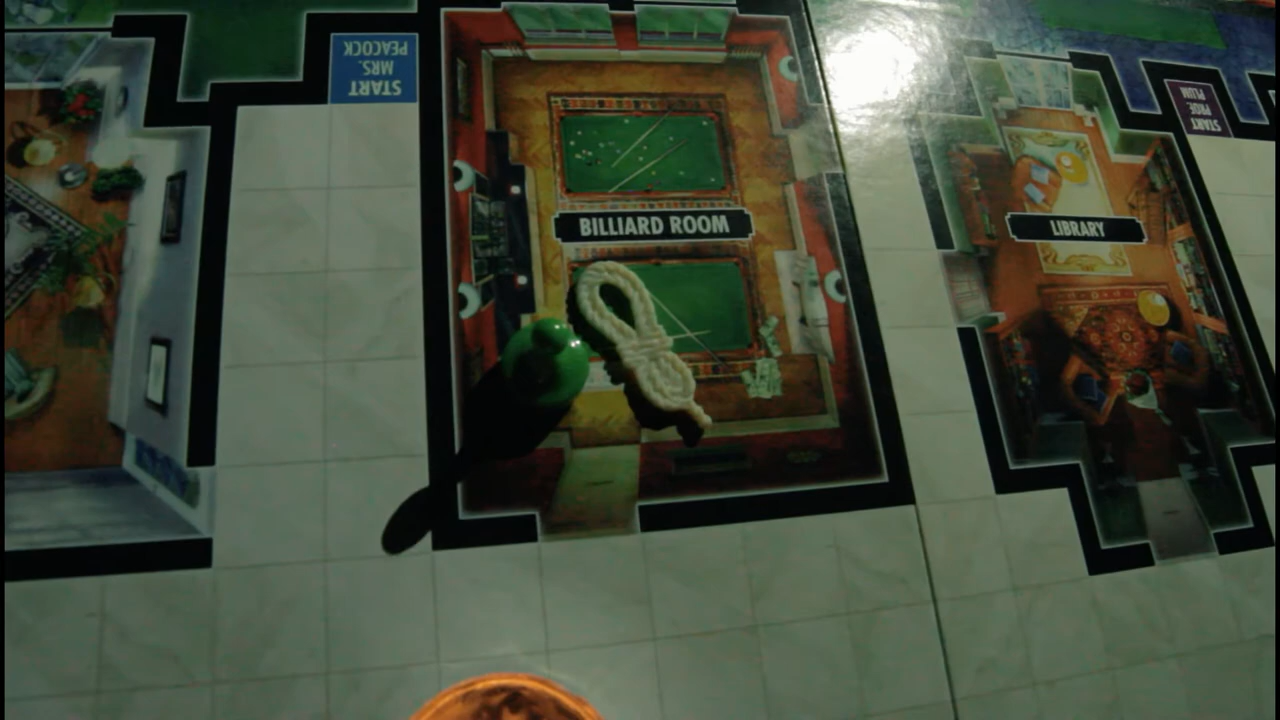 START
MRS.
PEACOCK
BILLIARD ROOM
LIBRARY
START
PROF.
PLUM